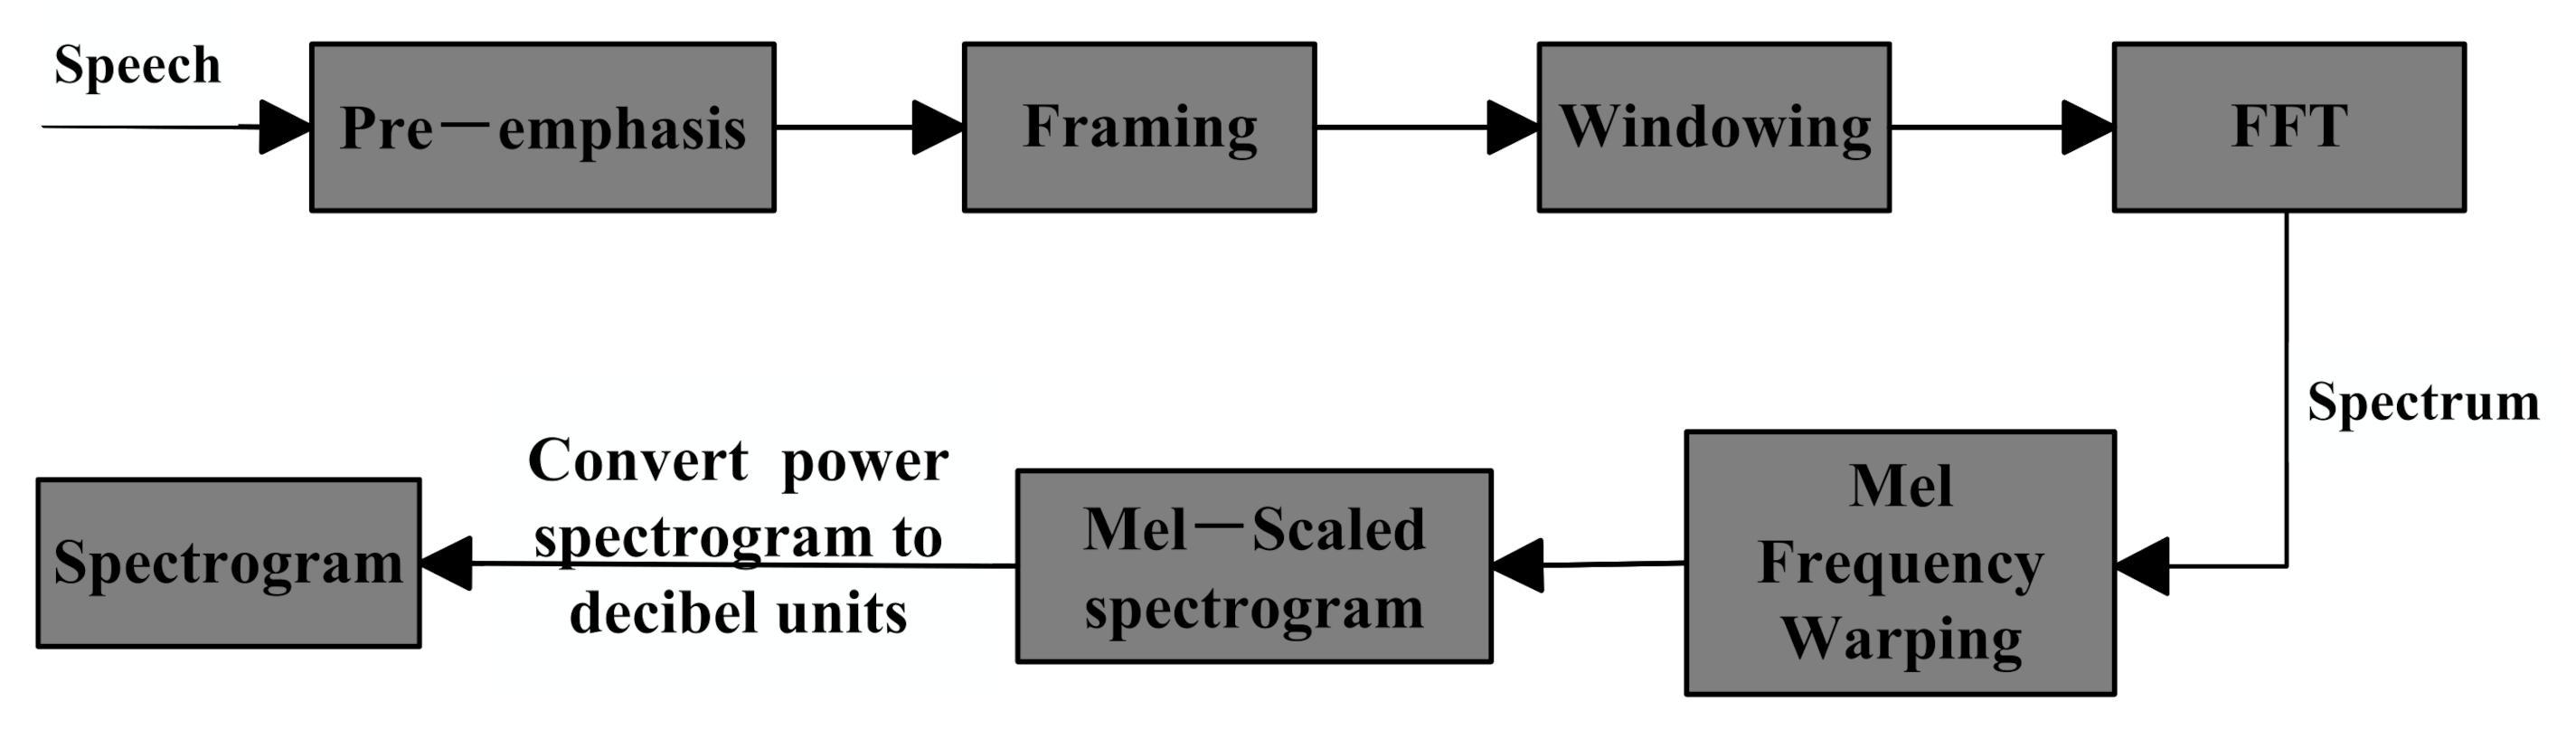 Speech
Pre－emphasis
Framing
Windowing
FFT
Spectrum
Mel
Frequency
Warping
Mel－Scaled
spectrogram
Convert power
spectrogram to
decibel units
Spectrogram